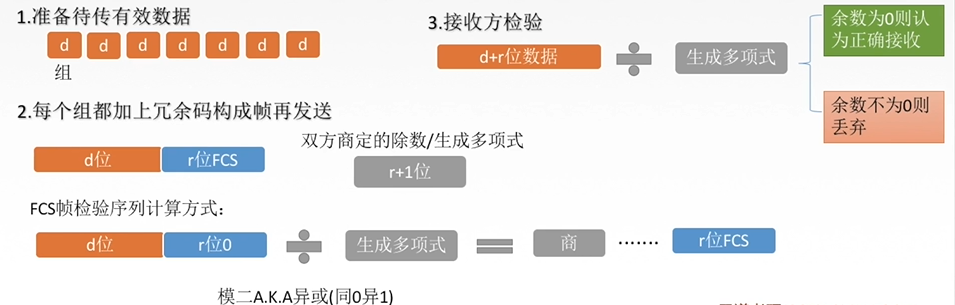 1.准备待传有效数据
d d d d d d d
组
2.每个组都加上冗余码构成帧再发送
双方商定的除数/生成多项式
d位 r位FCS
r+1位
FCS帧检验序列计算方式：
d位 r位0 生成多项式 商 ……. r位FCS
模二A.K.A异或(同0异1)
3.接收方检验
d+r位数据 生成多项式
余数为0则认
为正确接收
余数不为0则
丢弃